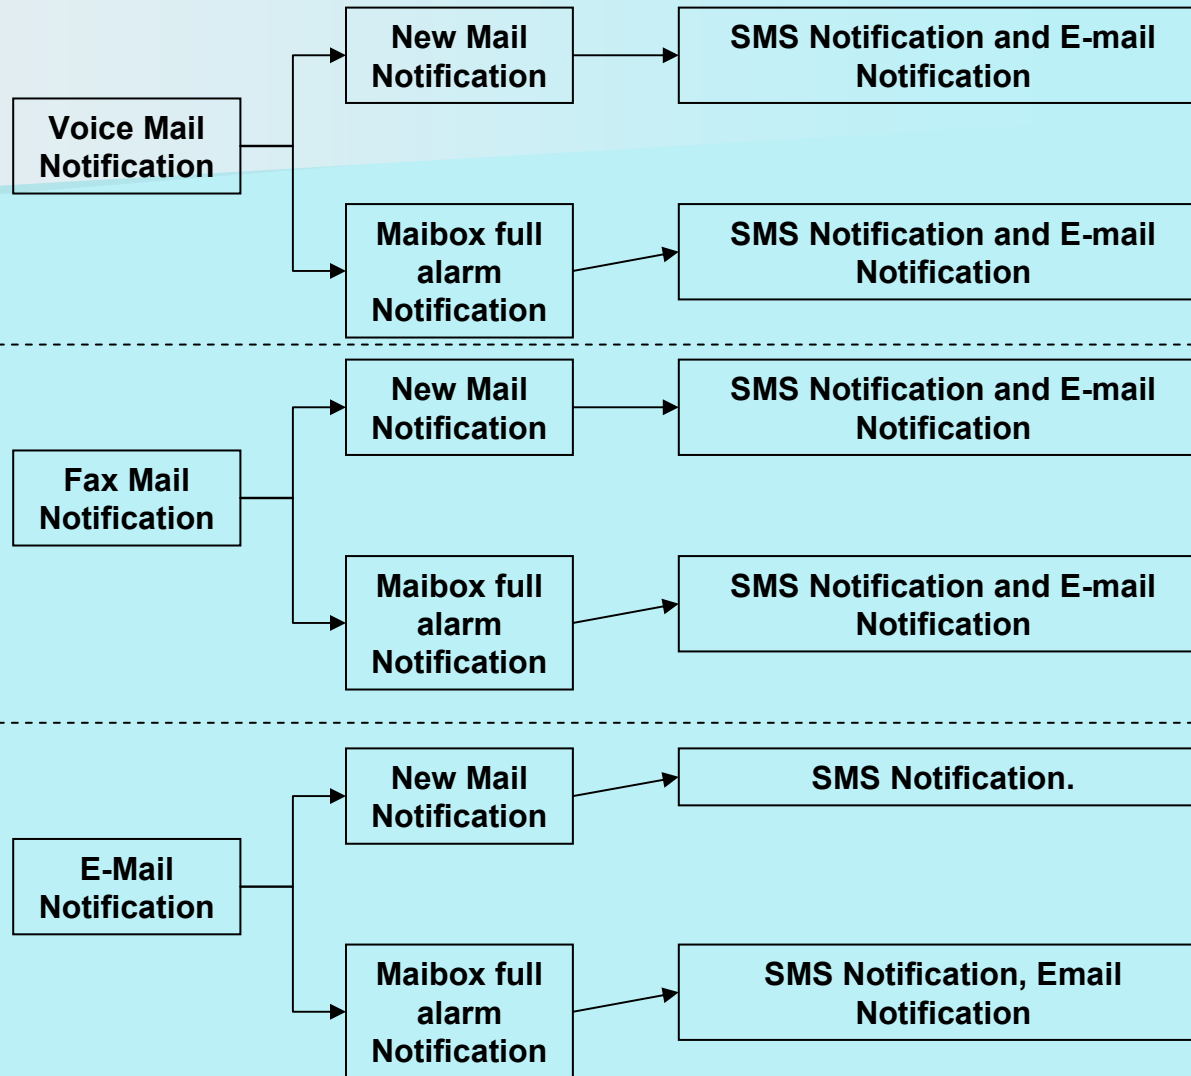 New Mail
Notification
SMS Notification and E-mail
Notification
Voice Mail
Notification
Maibox full
alarm
Notification
SMS Notification and E-mail
Notification
New Mail
Notification
SMS Notification and E-mail
Notification
Fax Mail
Notification
Maibox full
alarm
Notification
SMS Notification and E-mail
Notification
New Mail
Notification
SMS Notification.
E-Mail
Notification
Maibox full
alarm
Notification
SMS Notification, Email
Notification